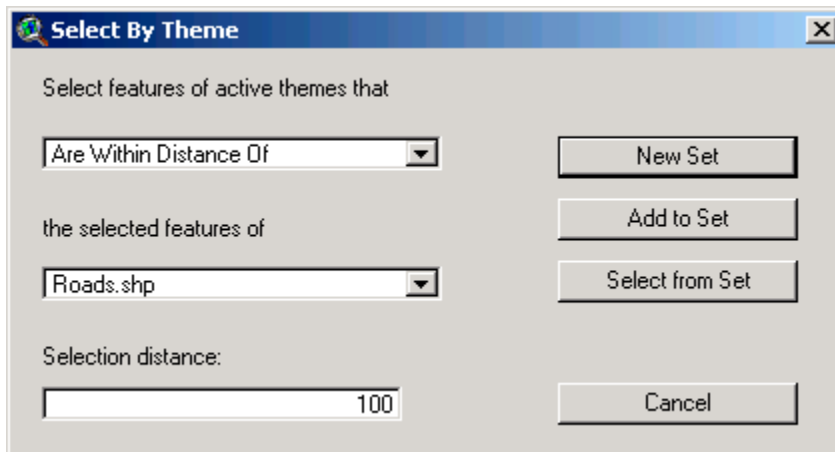 Select By Theme
Select features of active themes that
Are Within Distance Of
New Set
the selected features of
Add to Set
Roads.shp
Select from Set
Selection distance:
100
Cancel